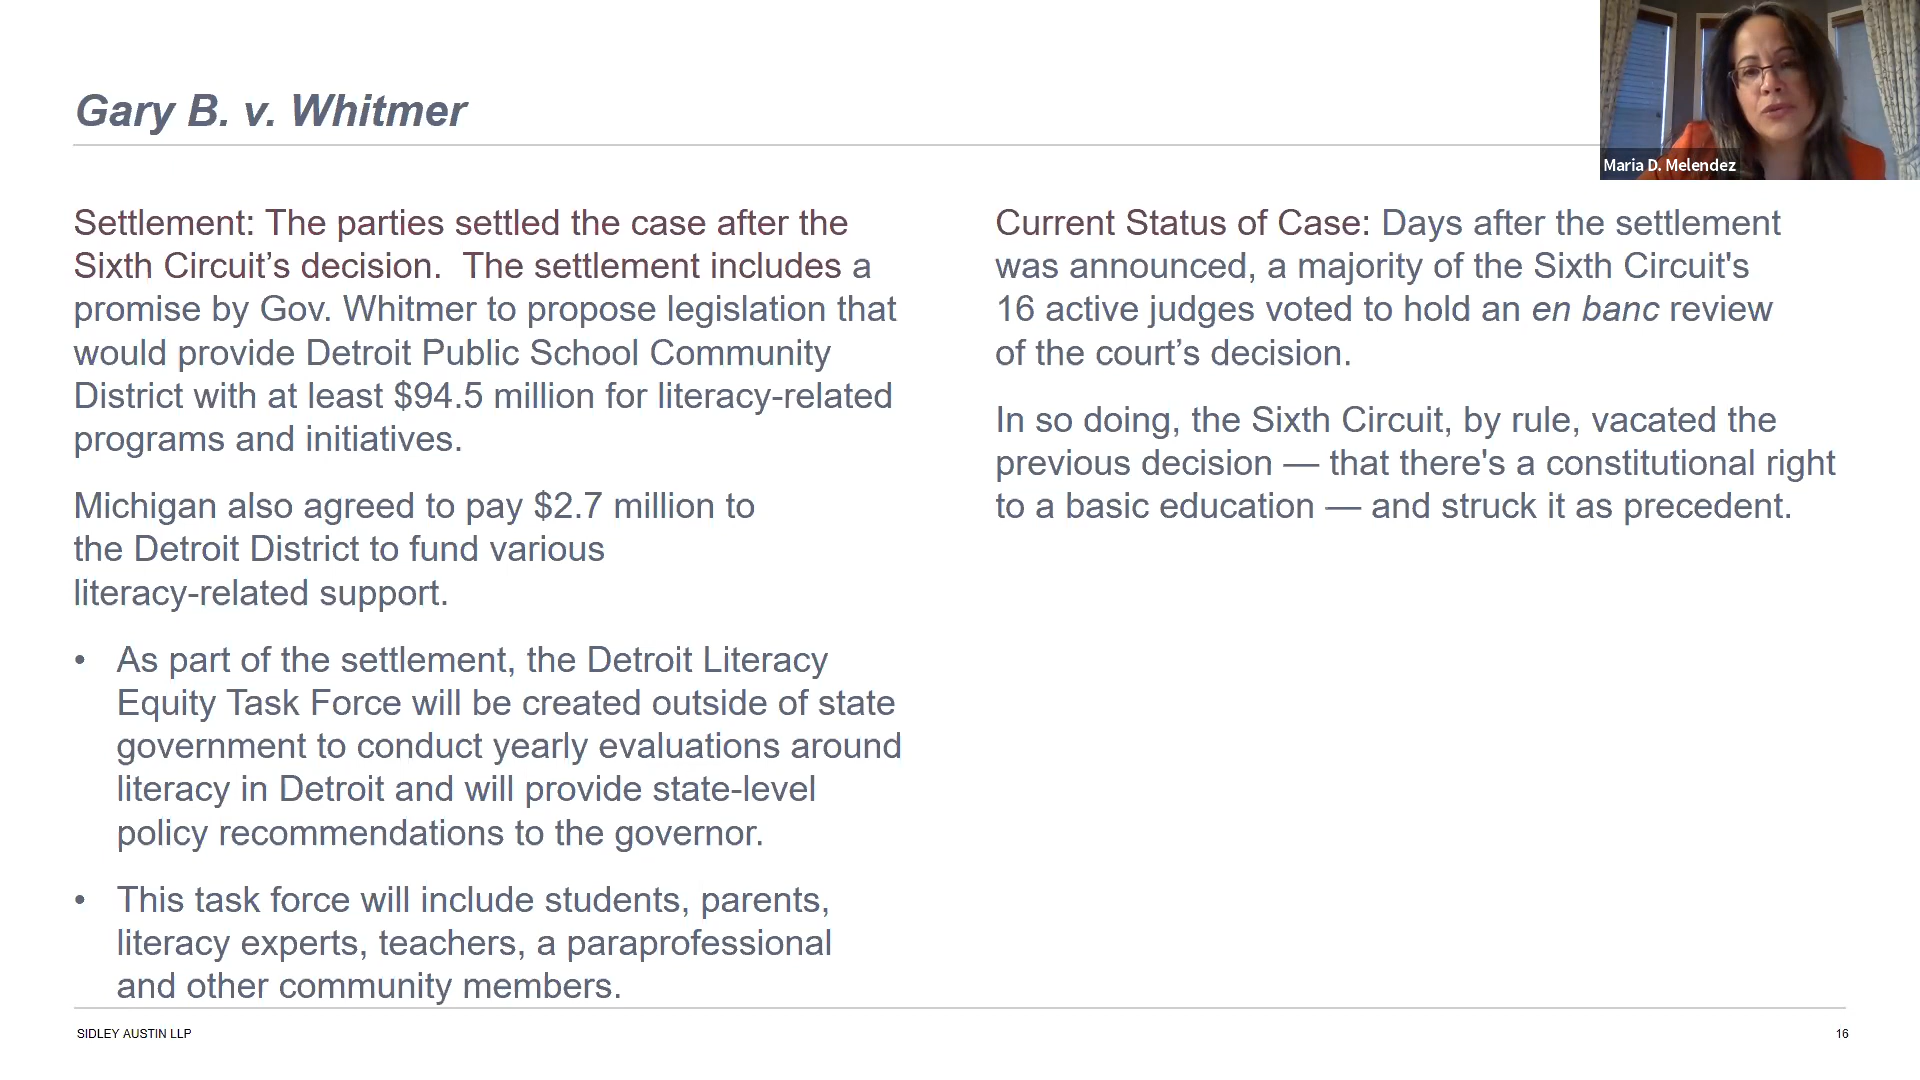 Gary B. v. Whitmer
Maria D. Melendez
Settlement: The parties settled the case after the
Sixth Circuit’s decision.  The settlement includes a
promise by Gov. Whitmer to propose legislation that
would provide Detroit Public School Community
District with at least $94.5 million for literacy-related
programs and initiatives.
Michigan also agreed to pay $2.7 million to
the Detroit District to fund various
literacy-related support.
• As part of the settlement, the Detroit Literacy
Equity Task Force will be created outside of state
government to conduct yearly evaluations around
literacy in Detroit and will provide state-level
policy recommendations to the governor.
• This task force will include students, parents,
literacy experts, teachers, a paraprofessional
and other community members.
Current Status of Case: Days after the settlement
was announced, a majority of the Sixth Circuit's
16 active judges voted to hold an en banc review
of the court’s decision.
In so doing, the Sixth Circuit, by rule, vacated the
previous decision — that there's a constitutional right
to a basic education — and struck it as precedent.
SIDLEY AUSTIN LLP
16